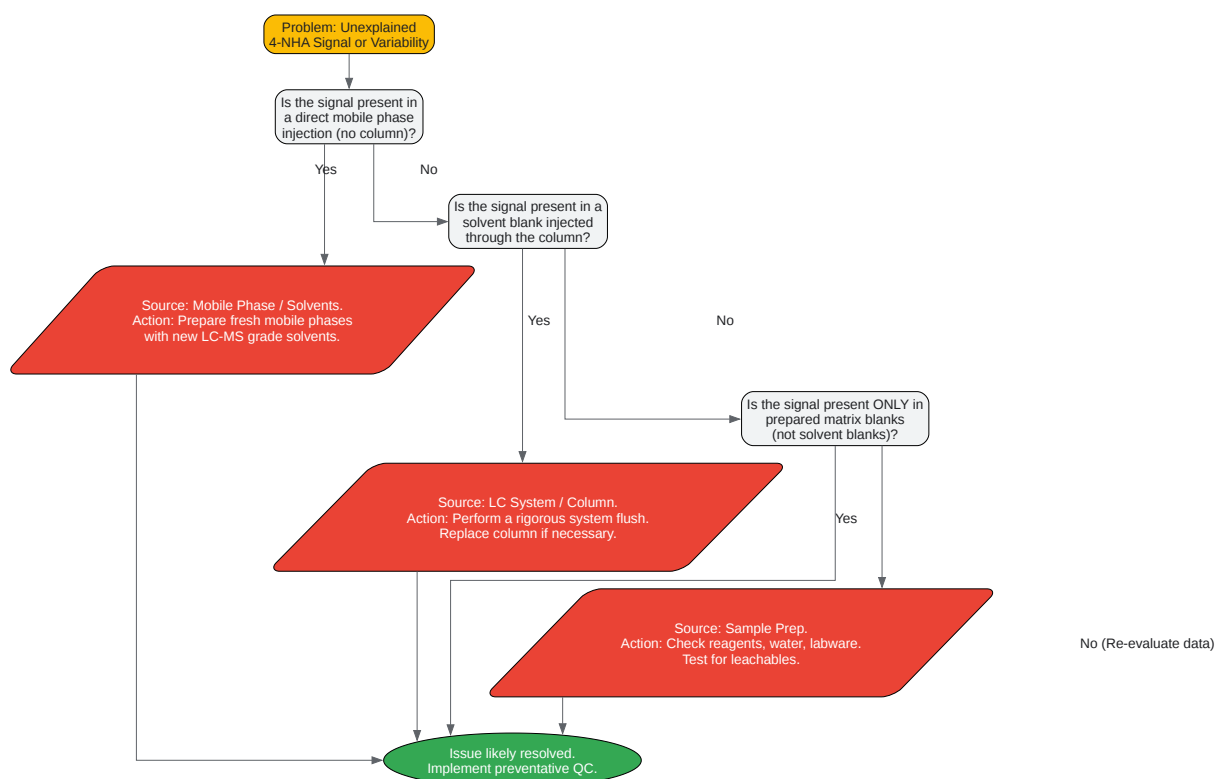 Problem: Unexplained
4-NHA Signal or Variability
Is the signal present in
a direct mobile phase
injection (no column)?
Yes
No
Is the signal present in a
solvent blank injected
through the column?
Source: Mobile Phase / Solvents.
Action: Prepare fresh mobile phases
with new LC-MS grade solvents.
Yes
No
Is the signal present ONLY in
prepared matrix blanks
(not solvent blanks)?
Source: LC System / Column.
Action: Perform a rigorous system flush.
Replace column if necessary.
Yes
Source: Sample Prep.
Action: Check reagents, water, labware.
Test for leachables.
No (Re-evaluate data)
Issue likely resolved.
Implement preventative QC.